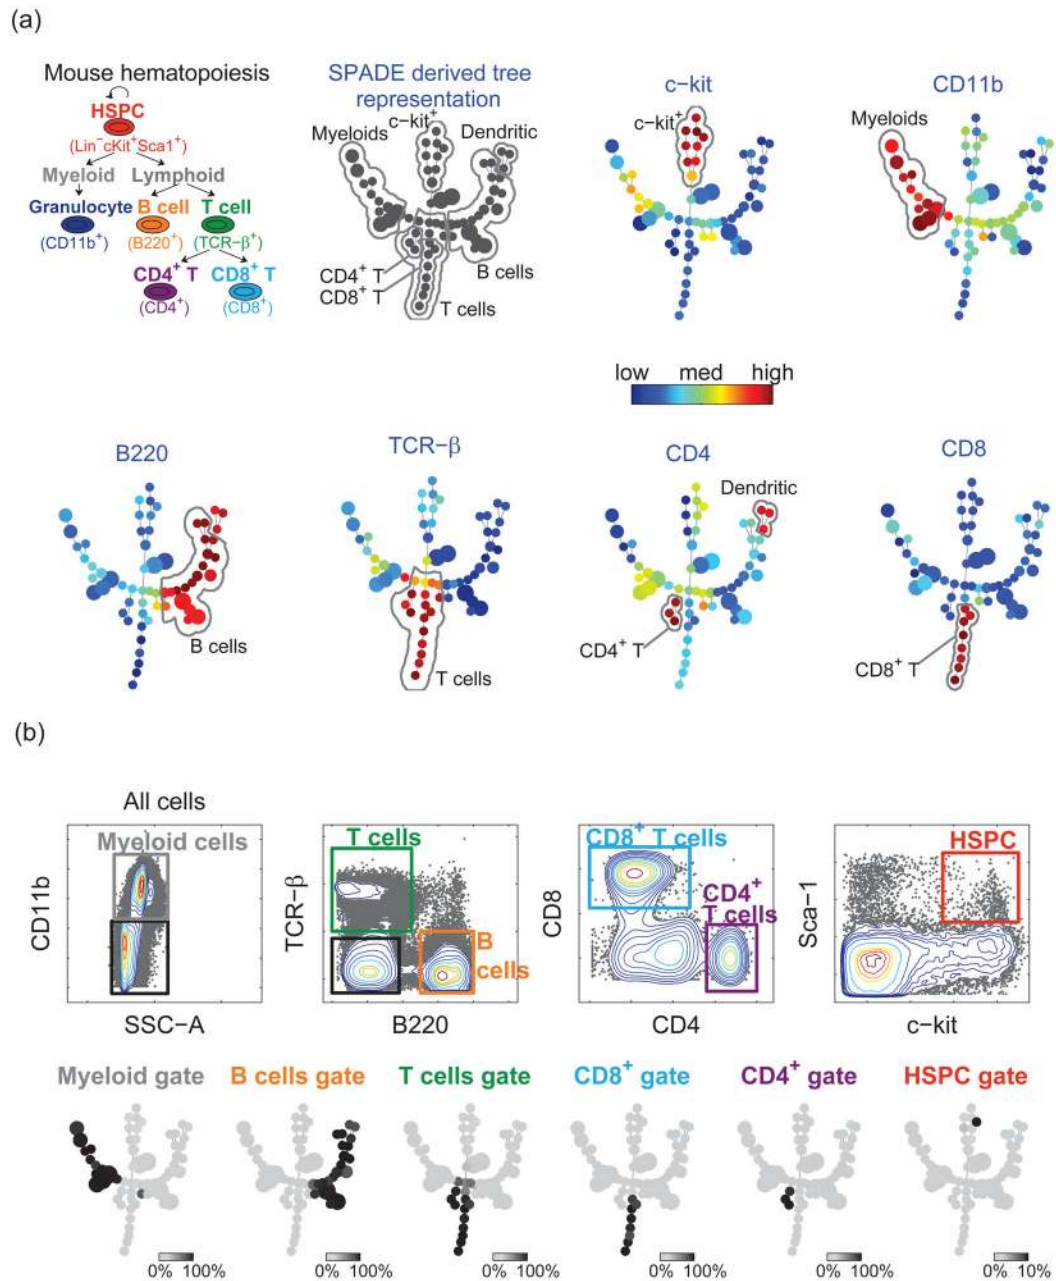 (a)
Mouse hematopoiesis
HSPC
(Lin⁻cKit⁺Sca1⁺)
Myeloid Lymphoid
Granulocyte B cell T cell
(CD11b⁺) (B220⁺) (TCR-β⁺)
CD4⁺ T CD8⁺ T
(CD4⁺) (CD8⁺)
SPADE derived tree
representation
c-kit⁺
Myeloids Dendritic
CD4⁺ T
CD8⁺ T
B cells
T cells
c-kit
c-kit⁺
CD11b
Myeloids
low med high
B220
B cells
TCR-β
T cells
CD4
Dendritic
CD4⁺ T
CD8
CD8⁺ T
(b)
All cells
Myeloid cells
CD11b
SSC-A
T cells
B
cells
TCR-β
B220
CD8⁺ T cells
CD4⁺
T cells
CD8
CD4
HSPC
Sca-1
c-kit
Myeloid gate B cells gate T cells gate CD8⁺ gate CD4⁺ gate HSPC gate
0% 100% 0% 100% 0% 100% 0% 100% 0% 100% 0% 10%